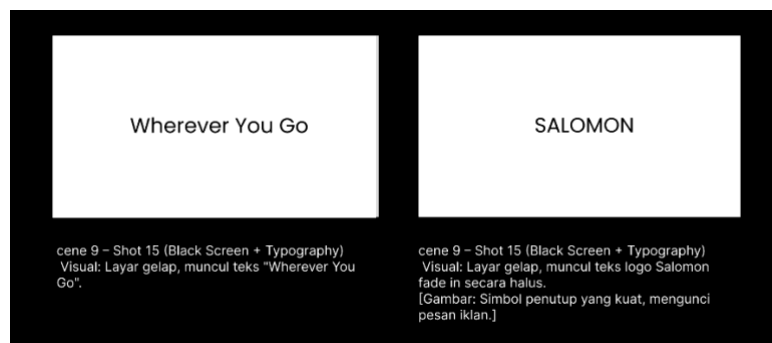 Wherever You Go
SALOMON
cene 9 – Shot 15 (Black Screen + Typography)
Visual: Layar gelap, muncul teks "Wherever You
Go".
cene 9 – Shot 15 (Black Screen + Typography)
Visual: Layar gelap, muncul teks logo Salomon
fade in secara halus.
[Gambar: Simbol penutup yang kuat, mengunci
pesan iklan.]